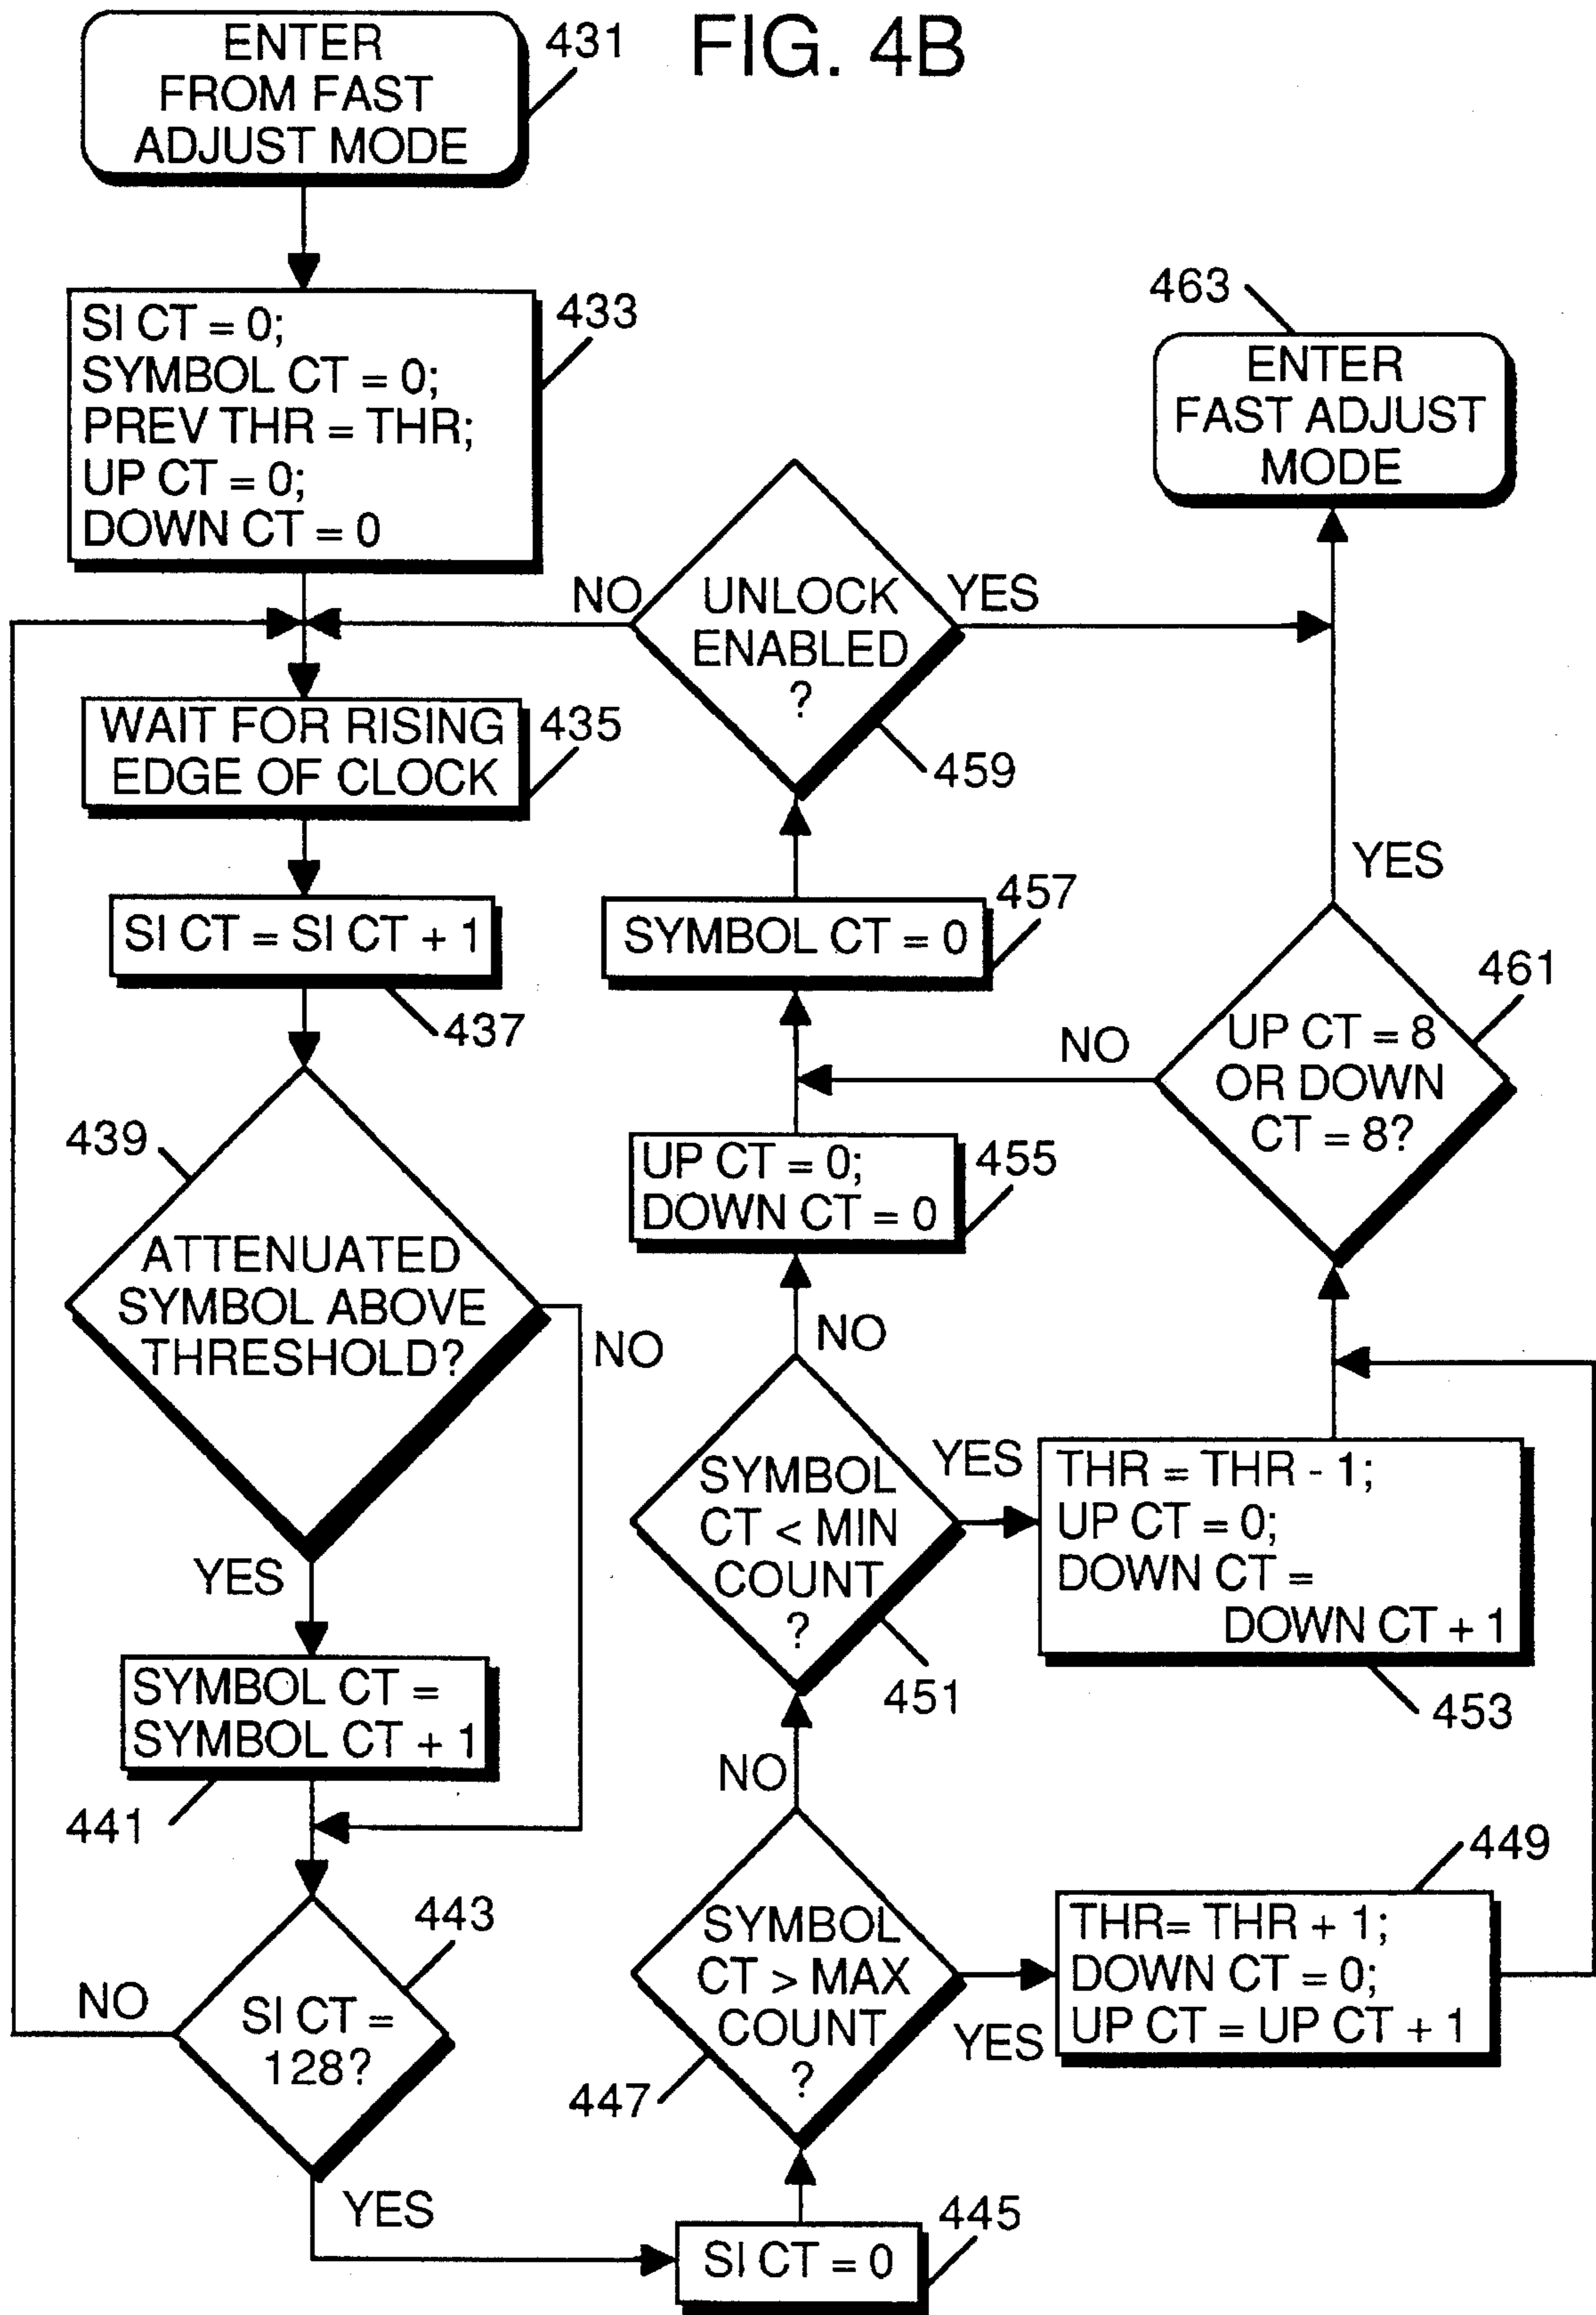 FIG. 4B
ENTER
FROM FAST
ADJUST MODE
431
SI CT = 0;
SYMBOL CT = 0;
PREV THR = THR;
UP CT = 0;
DOWN CT = 0
433
WAIT FOR RISING
EDGE OF CLOCK
435
SI CT = SI CT + 1
437
439
ATTENUATED
SYMBOL ABOVE
THRESHOLD?
NO
YES
SYMBOL CT =
SYMBOL CT + 1
441
443
SI CT =
128?
NO
YES
SI CT = 0
445
SYMBOL
CT > MAX
COUNT
?
447
YES
NO
449
THR= THR + 1;
DOWN CT = 0;
UP CT = UP CT + 1
SYMBOL
CT < MIN
COUNT
?
451
YES
NO
THR = THR - 1;
UP CT = 0;
DOWN CT =
DOWN CT + 1
453
UP CT = 0;
DOWN CT = 0
455
SYMBOL CT = 0
457
UNLOCK
ENABLED
?
459
NO
YES
461
UP CT = 8
OR DOWN
CT = 8?
NO
YES
463
ENTER
FAST ADJUST
MODE